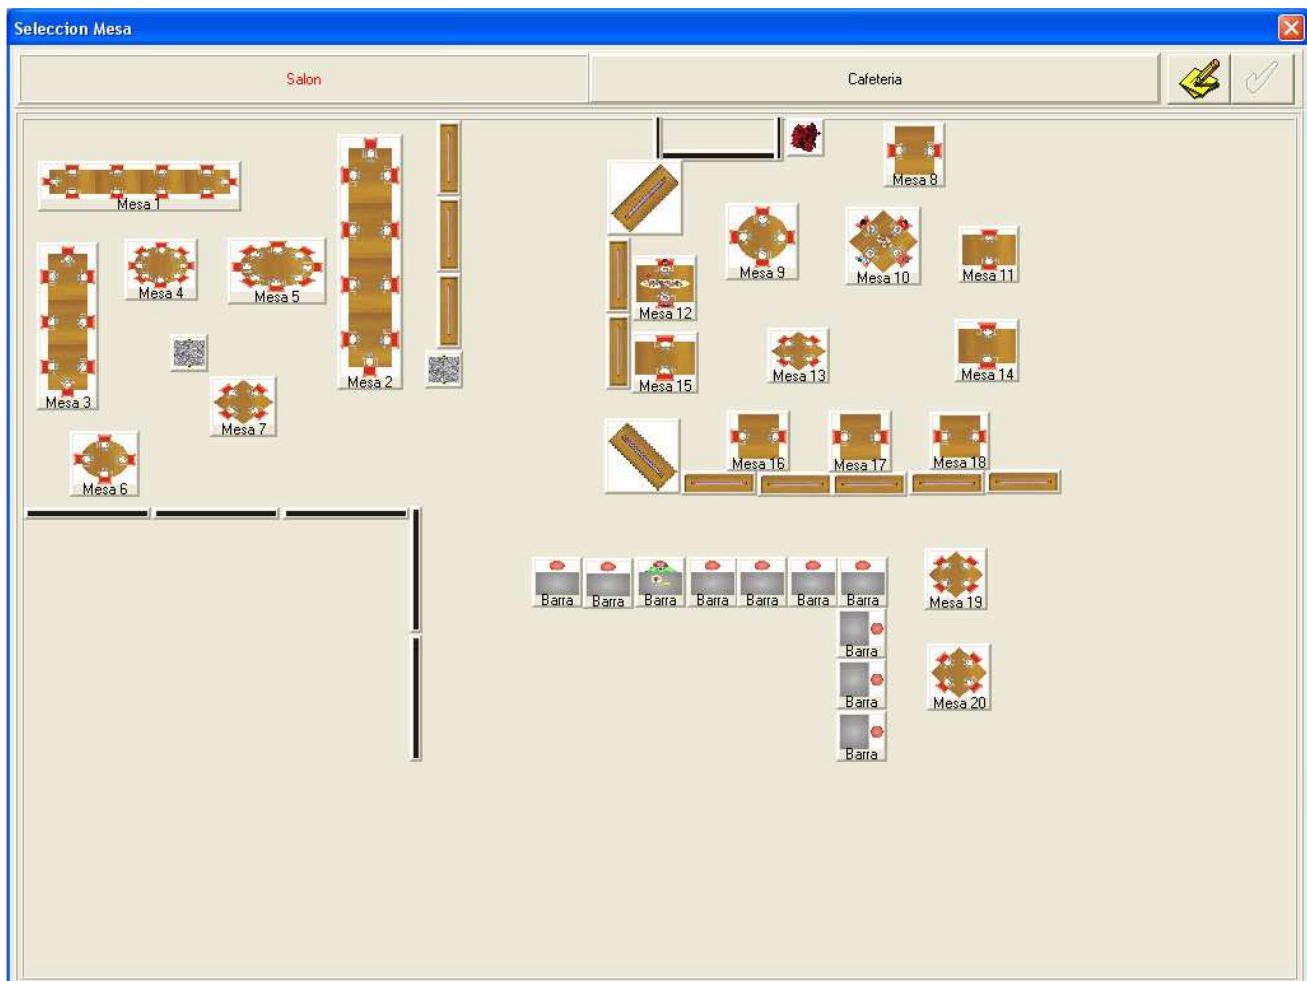 Seleccion Mesa
Salon
Cafeteria
Mesa 1
Mesa 2
Mesa 3
Mesa 4
Mesa 5
Mesa 6
Mesa 7
Mesa 8
Mesa 9
Mesa 10
Mesa 11
Mesa 12
Mesa 13
Mesa 14
Mesa 15
Mesa 16
Mesa 17
Mesa 18
Barra
Barra
Barra
Barra
Barra
Barra
Barra
Mesa 19
Barra
Barra
Mesa 20
Barra